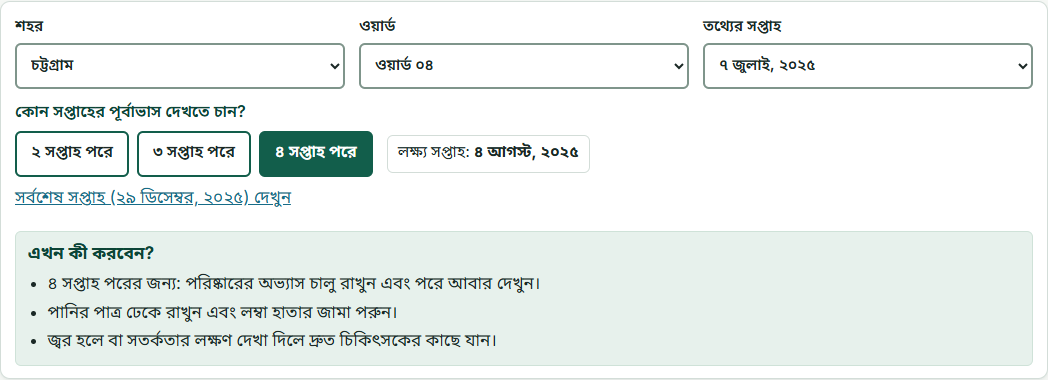 শহর ওয়ার্ড তথ্যের সপ্তাহ
চট্টগ্রাম ওয়ার্ড ০৪ ৭ জুলাই, ২০২৫
কোন সপ্তাহের পূর্বাভাস দেখতে চান?
২ সপ্তাহ পরে ৩ সপ্তাহ পরে ৪ সপ্তাহ পরে লক্ষ্য সপ্তাহ: ৪ আগস্ট, ২০২৫
সর্বশেষ সপ্তাহ (২৯ ডিসেম্বর, ২০২৫) দেখুন
এখন কী করবেন?
• ৪ সপ্তাহ পরের জন্য: পরিষ্কারের অভ্যাস চালু রাখুন এবং পরে আবার দেখুন।
• পানির পাত্র ঢেকে রাখুন এবং লম্বা হাতার জামা পরুন।
• জ্বর হলে বা সতর্কতার লক্ষণ দেখা দিলে দ্রুত চিকিৎসকের কাছে যান।